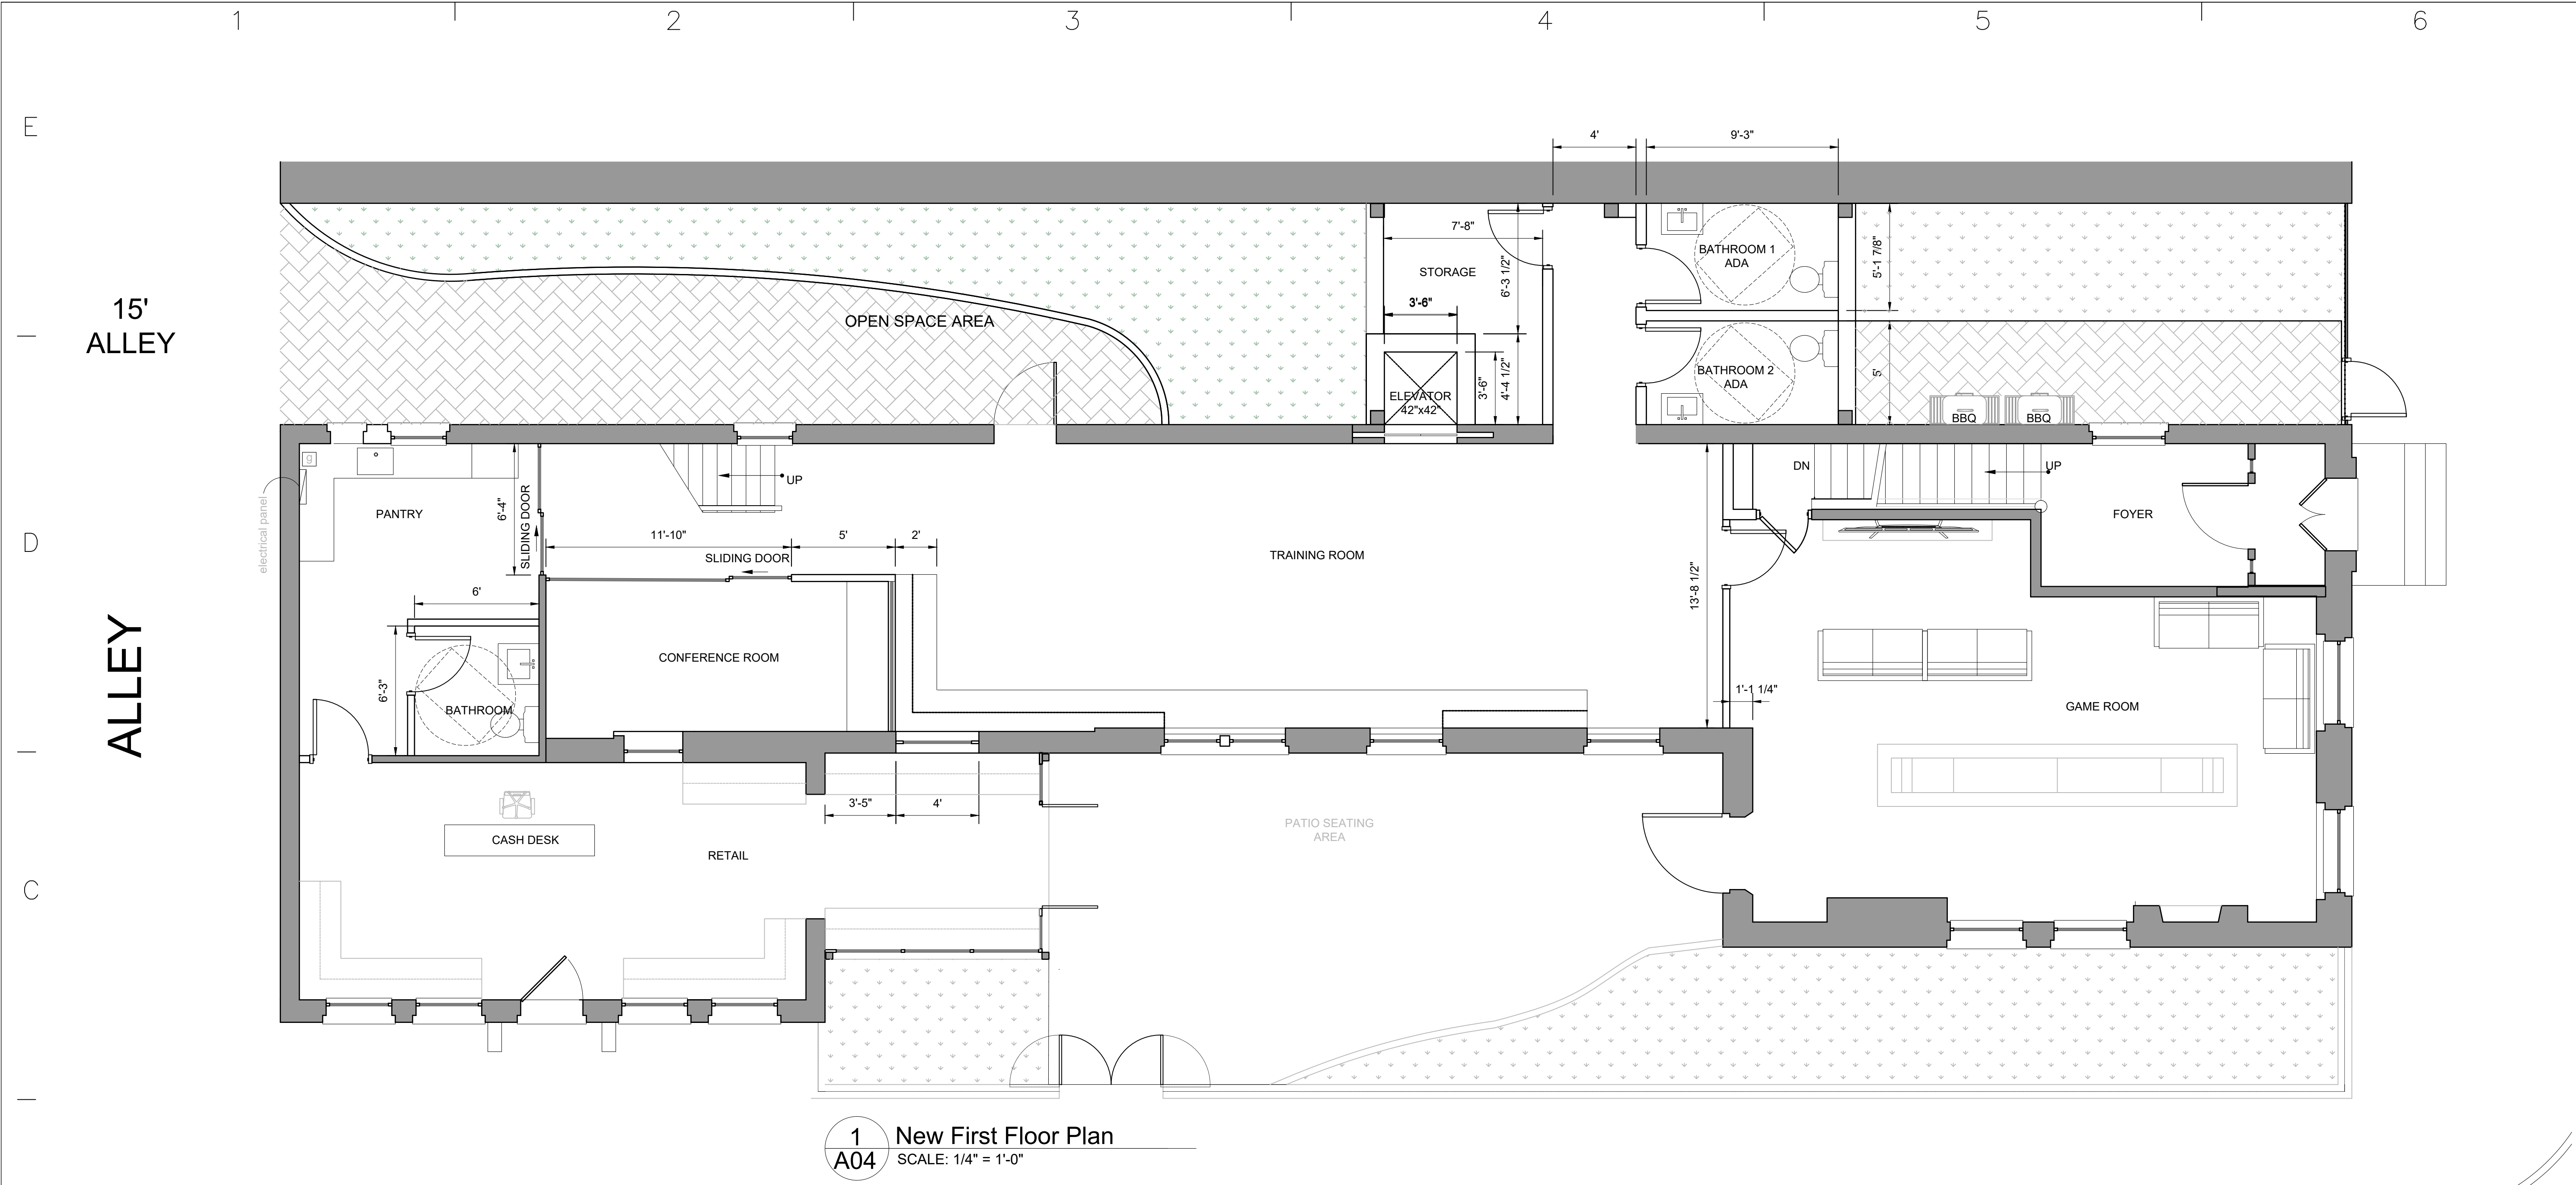 1
2
3
4
5
6
E
D
C
15'
ALLEY
ALLEY
4'
9'-3"
7'-8"
STORAGE
6'-3 1/2"
3'-6"
ELEVATOR
42"x42"
3'-6"
4'-4 1/2"
BATHROOM 1
ADA
BATHROOM 2
ADA
5'-1 7/8"
5'
BBQ
BBQ
OPEN SPACE AREA
g
electrical panel
PANTRY
6'-4"
SLIDING DOOR
UP
11'-10"
5'
2'
SLIDING DOOR
TRAINING ROOM
13'-8 1/2"
DN
UP
FOYER
6'
6'-3"
BATHROOM
CONFERENCE ROOM
1'-1 1/4"
GAME ROOM
3'-5"
4'
CASH DESK
RETAIL
PATIO SEATING
AREA
1
A04
New First Floor Plan
SCALE: 1/4" = 1'-0"